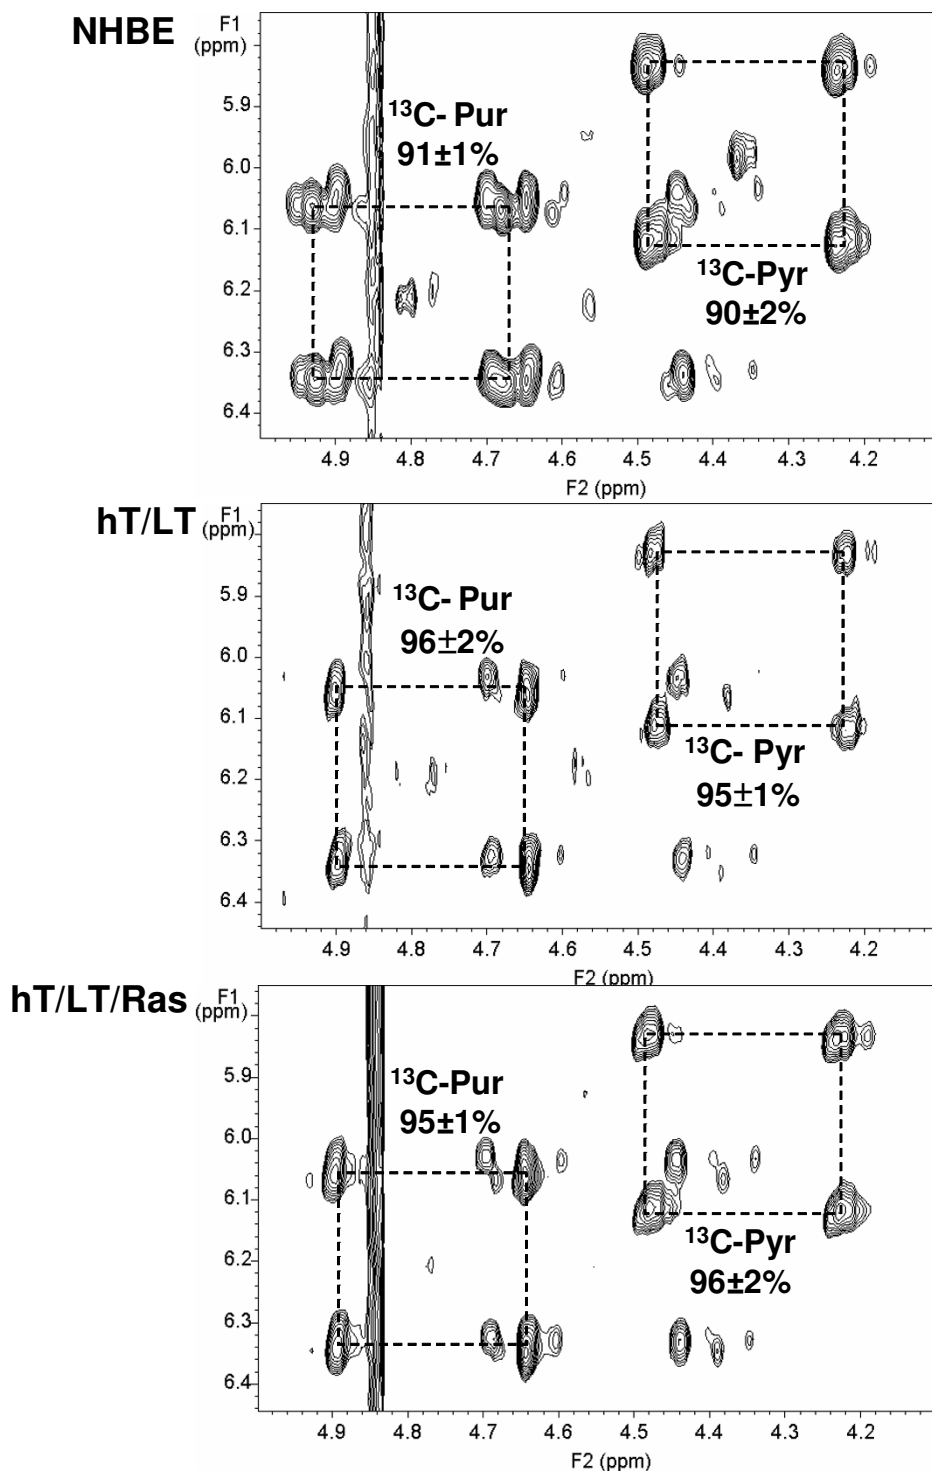 NHBE
F1
(ppm)
5.9
6.0
6.1
6.2
6.3
6.4
¹³C- Pur
91±1%
¹³C-Pyr
90±2%
4.9 4.8 4.7 4.6 4.5 4.4 4.3 4.2
F2 (ppm)
hT/LT
F1
(ppm)
5.9
6.0
6.1
6.2
6.3
6.4
¹³C- Pur
96±2%
¹³C- Pyr
95±1%
4.9 4.8 4.7 4.6 4.5 4.4 4.3 4.2
F2 (ppm)
hT/LT/Ras
F1
(ppm)
5.9
6.0
6.1
6.2
6.3
6.4
¹³C-Pur
95±1%
¹³C-Pyr
96±2%
4.9 4.8 4.7 4.6 4.5 4.4 4.3 4.2
F2 (ppm)